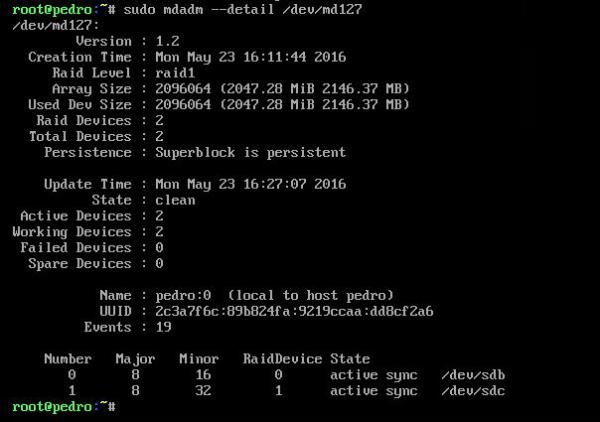 root@pedro:~# sudo mdadm --detail /dev/md127
/dev/md127:
Version : 1.2
Creation Time : Mon May 23 16:11:44 2016
Raid Level : raid1
Array Size : 2096064 (2047.28 MiB 2146.37 MB)
Used Dev Size : 2096064 (2047.28 MiB 2146.37 MB)
Raid Devices : 2
Total Devices : 2
Persistence : Superblock is persistent
Update Time : Mon May 23 16:27:07 2016
State : clean
Active Devices : 2
Working Devices : 2
Failed Devices : 0
Spare Devices : 0
Name : pedro:0 (local to host pedro)
UUID : 2c3a7f6c:89b824fa:9219ccaa:dd8cf2a6
Events : 19
Number Major Minor RaidDevice State
0 8 16 0 active sync /dev/sdb
1 8 32 1 active sync /dev/sdc
root@pedro:~#